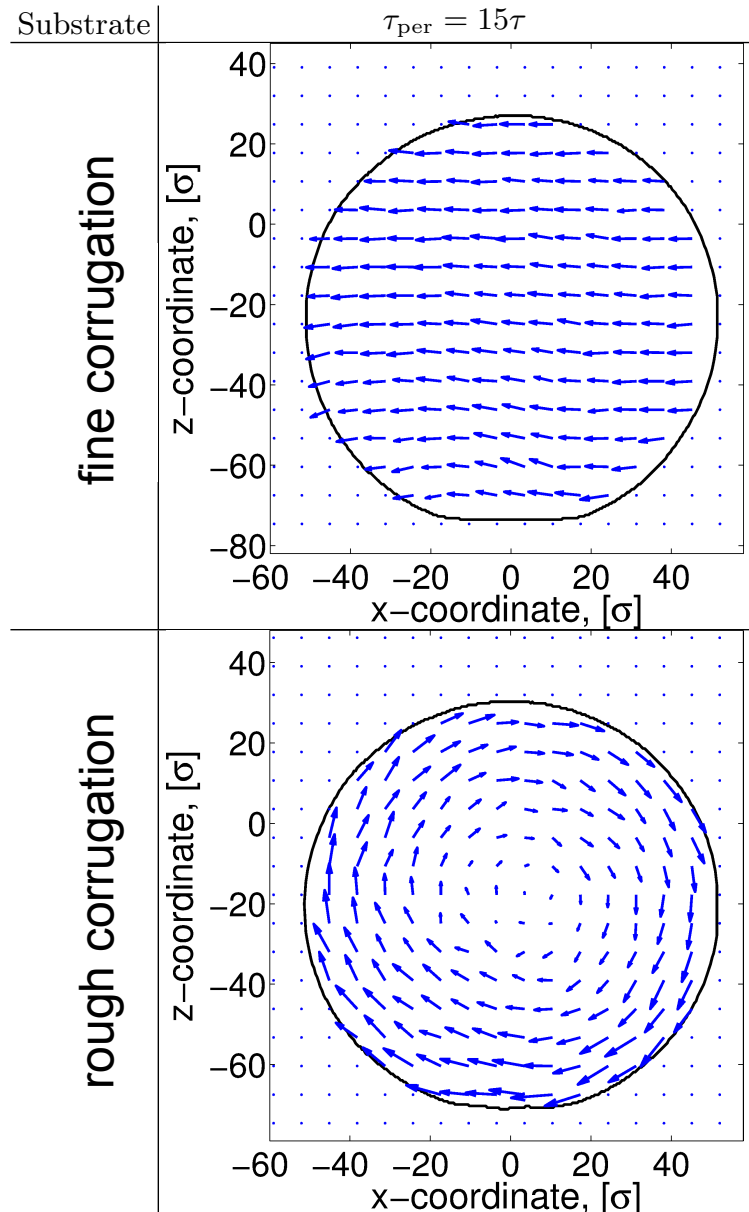 Substrate τper = 15τ
fine corrugation
z−coordinate, [σ]
40
20
0
−20
−40
−60
−80
−60 −40 −20 0 20 40
x−coordinate, [σ]
rough corrugation
z−coordinate, [σ]
40
20
0
−20
−40
−60
−60 −40 −20 0 20 40
x−coordinate, [σ]